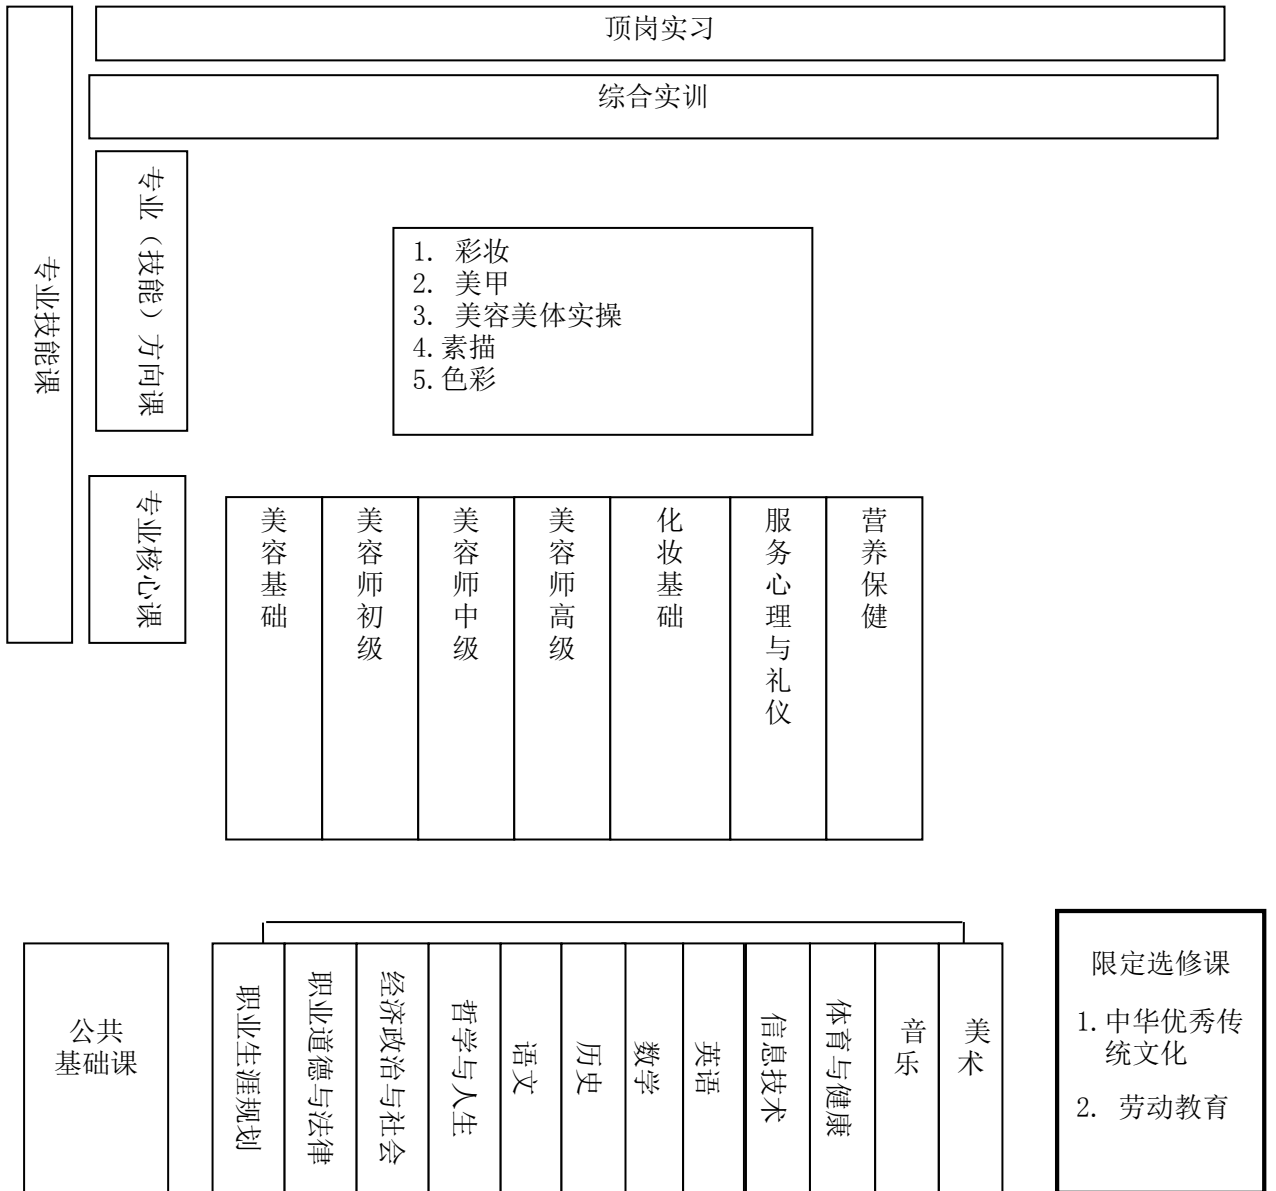 顶岗实习
综合实训
专业技能课
专业（技能）方向课
1. 彩妆
2. 美甲
3. 美容美体实操
4.素描
5.色彩
专业核心课
美容基础
美容师初级
美容师中级
美容师高级
化妆基础
服务心理与礼仪
营养保健
公共
基础课
职业生涯规划
职业道德与法律
经济政治与社会
哲学与人生
语文
历史
数学
英语
信息技术
体育与健康
音乐
美术
限定选修课
1.中华优秀传
统文化
2. 劳动教育